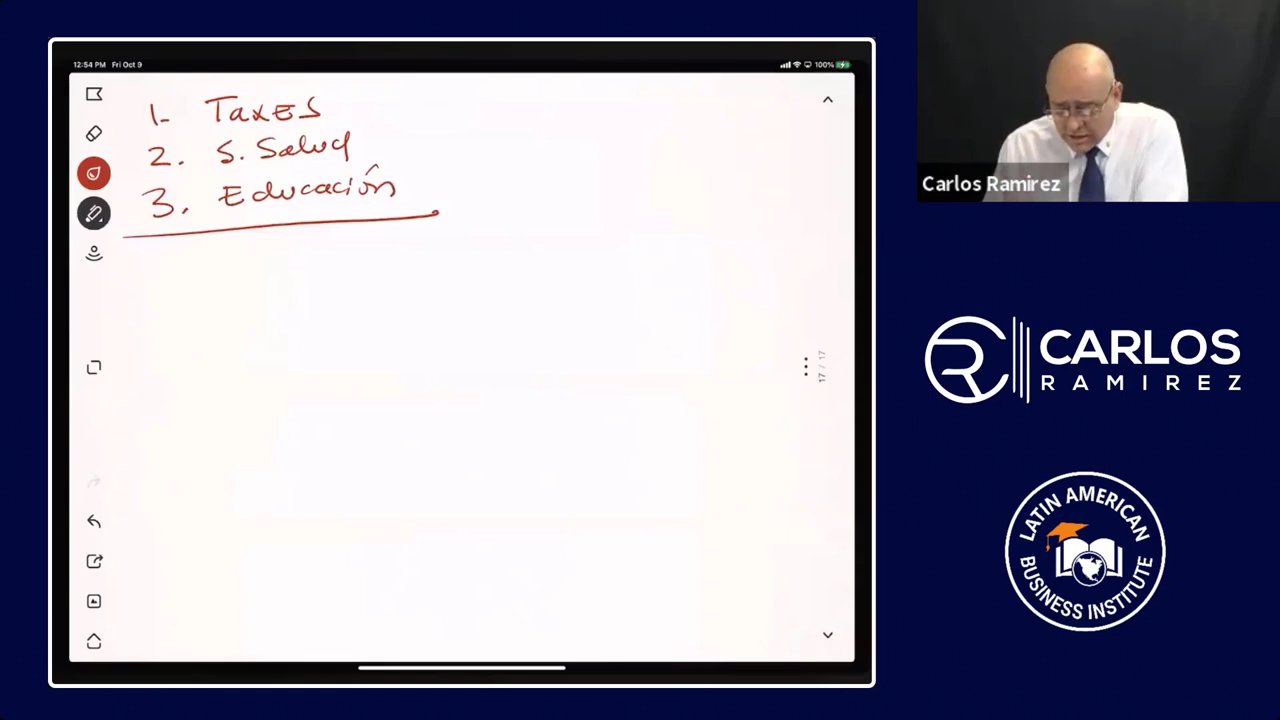 12:54 PM Fri Oct 9
100%
1- Taxes
2. S. Salud
3. Educación
17 / 17
Carlos Ramirez
CARLOS
RAMIREZ
LATIN AMERICAN
BUSINESS INSTITUTE